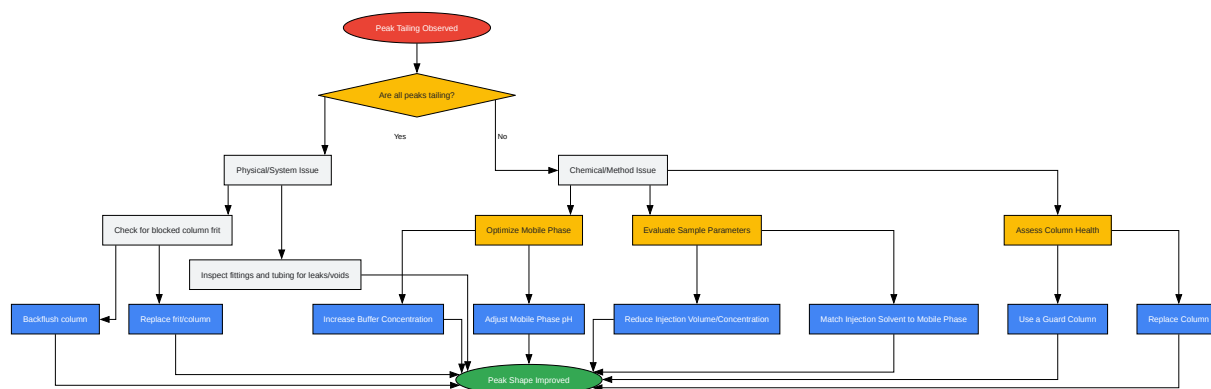 Peak Tailing Observed
Are all peaks tailing?
Yes
No
Physical/System Issue
Chemical/Method Issue
Check for blocked column frit
Optimize Mobile Phase
Evaluate Sample Parameters
Assess Column Health
Inspect fittings and tubing for leaks/voids
Backflush column
Replace frit/column
Increase Buffer Concentration
Adjust Mobile Phase pH
Reduce Injection Volume/Concentration
Match Injection Solvent to Mobile Phase
Use a Guard Column
Replace Column
Peak Shape Improved